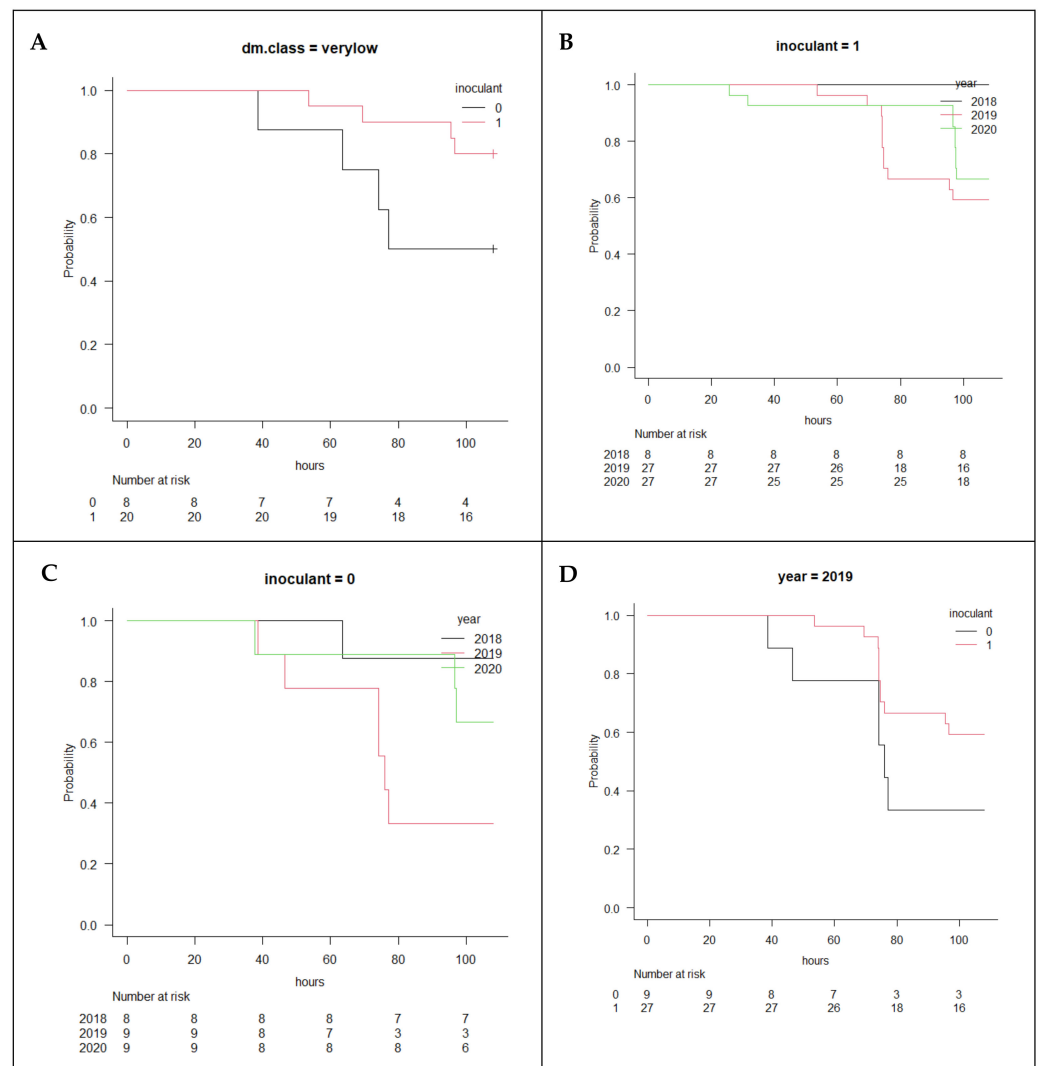 A
dm.class = verylow
inoculant
0
1
1.0
0.8
0.6
0.4
0.2
0.0
Probability
0 20 40 60 80 100
hours
Number at risk
0 8 8 7 7 4 4
1 20 20 20 19 18 16
B
inoculant = 1
year
2018
2019
2020
1.0
0.8
0.6
0.4
0.2
0.0
Probability
0 20 40 60 80 100
hours
Number at risk
2018 8 8 8 8 8 8
2019 27 27 27 26 18 16
2020 27 27 25 25 25 18
C
inoculant = 0
year
2018
2019
2020
1.0
0.8
0.6
0.4
0.2
0.0
Probability
0 20 40 60 80 100
hours
Number at risk
2018 8 8 8 8 7 7
2019 9 9 8 7 3 3
2020 9 9 8 8 8 6
D
year = 2019
inoculant
0
1
1.0
0.8
0.6
0.4
0.2
0.0
Probability
0 20 40 60 80 100
hours
Number at risk
0 9 9 8 7 3 3
1 27 27 27 26 18 16